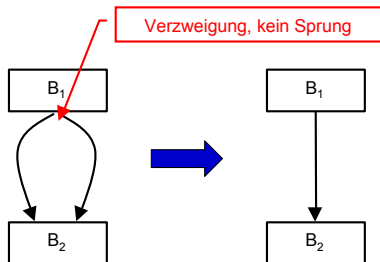 Verzweigung, kein Sprung
B₁ B₁
B₂ B₂